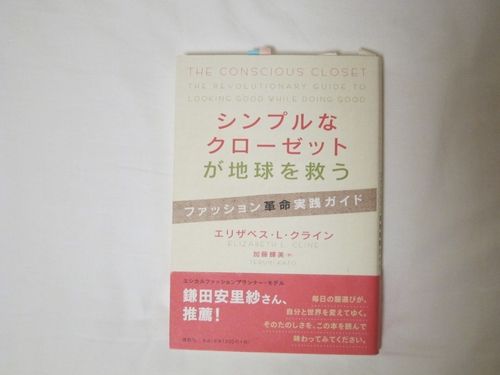 THE CONSCIOUS CLOSET
THE REVOLUTIONARY GUIDE TO
LOOKING GOOD WHILE DOING GOOD
シンプルな
クローゼット
が地球を救う
ファッション革命実践ガイド
エリザベス・L・クライン
ELIZABETH L. CLINE
加藤輝美
TERUMI KATO
エシカルファッションプランナー・モデル
鎌田安里紗さん、
推薦!
毎日の服選びが、
自分と世界を変えてゆく。
そのたのしさを、この本を読んで
味わってみてください。